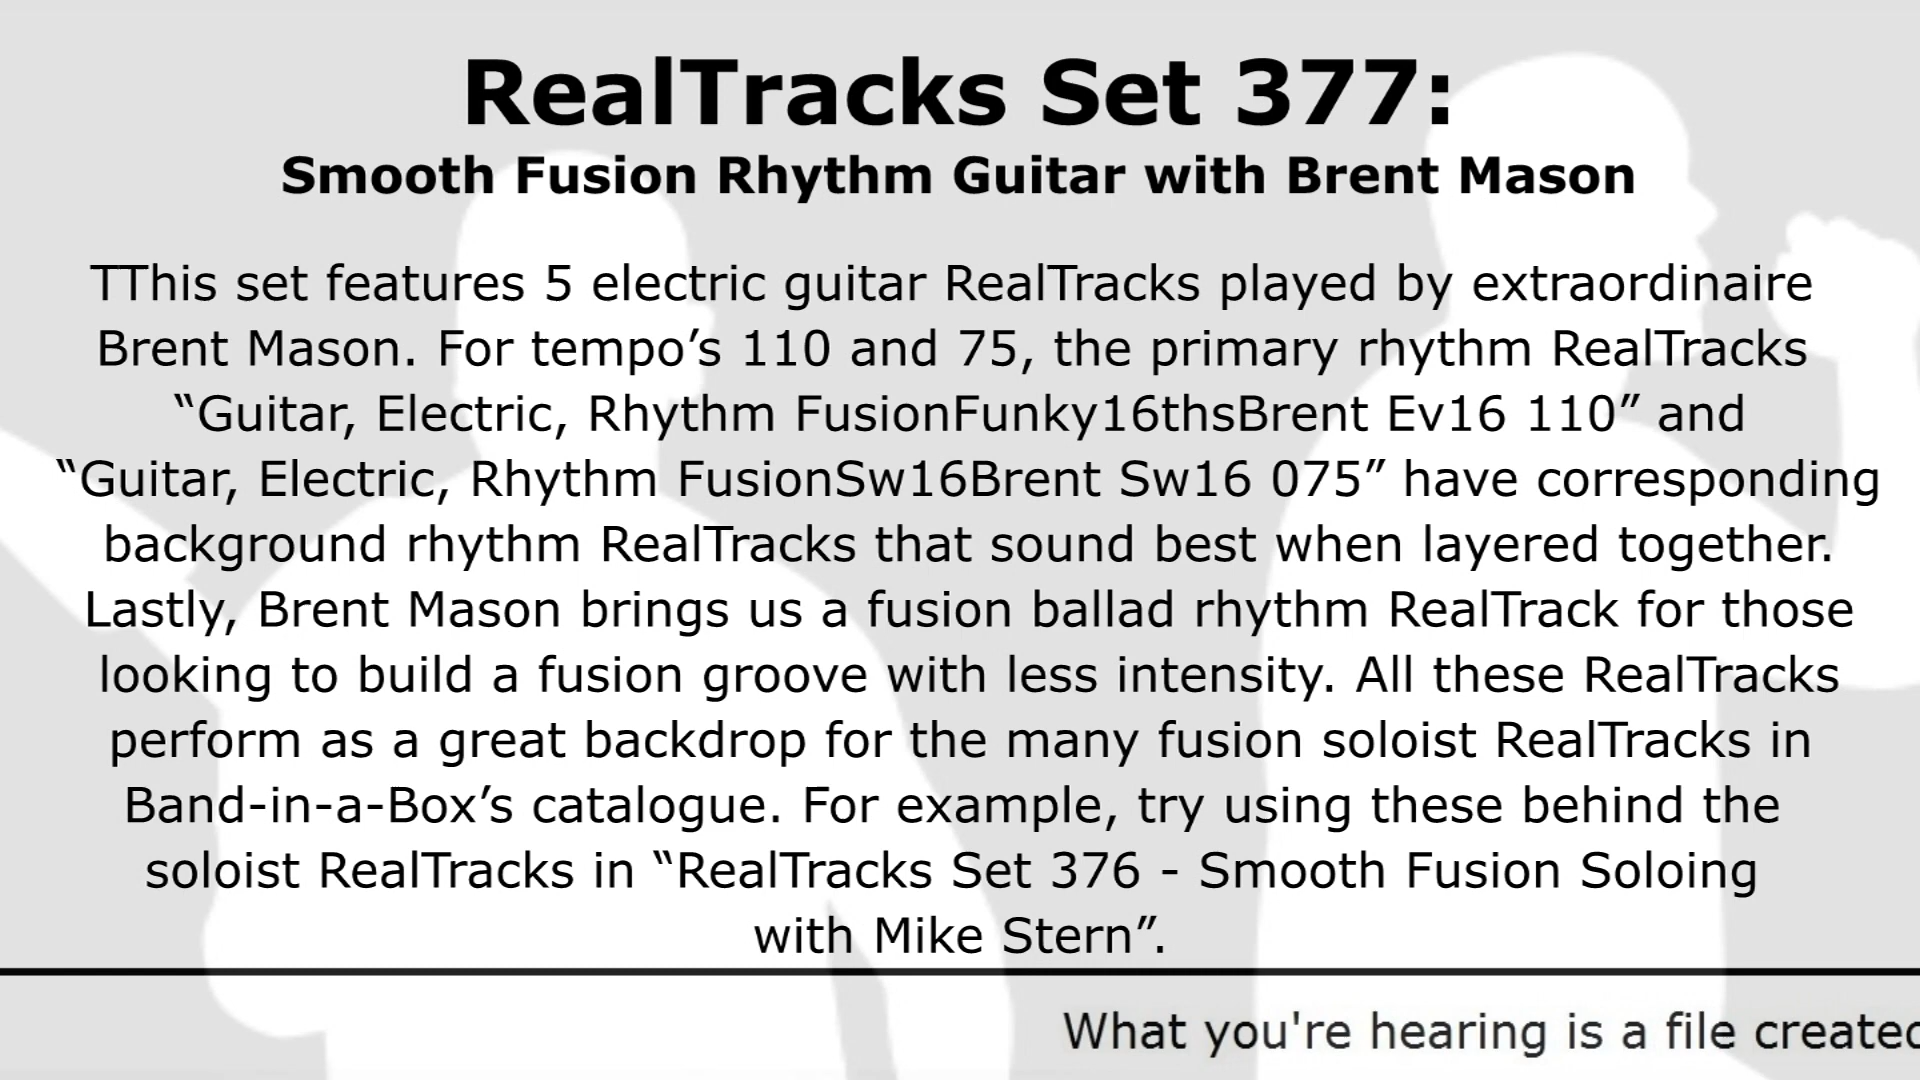 RealTracks Set 377:
Smooth Fusion Rhythm Guitar with Brent Mason
TThis set features 5 electric guitar RealTracks played by extraordinaire
Brent Mason. For tempo’s 110 and 75, the primary rhythm RealTracks
“Guitar, Electric, Rhythm FusionFunky16thsBrent Ev16 110” and
“Guitar, Electric, Rhythm FusionSw16Brent Sw16 075” have corresponding
background rhythm RealTracks that sound best when layered together.
Lastly, Brent Mason brings us a fusion ballad rhythm RealTrack for those
looking to build a fusion groove with less intensity. All these RealTracks
perform as a great backdrop for the many fusion soloist RealTracks in
Band-in-a-Box’s catalogue. For example, try using these behind the
soloist RealTracks in “RealTracks Set 376 - Smooth Fusion Soloing
with Mike Stern”.
What you're hearing is a file created